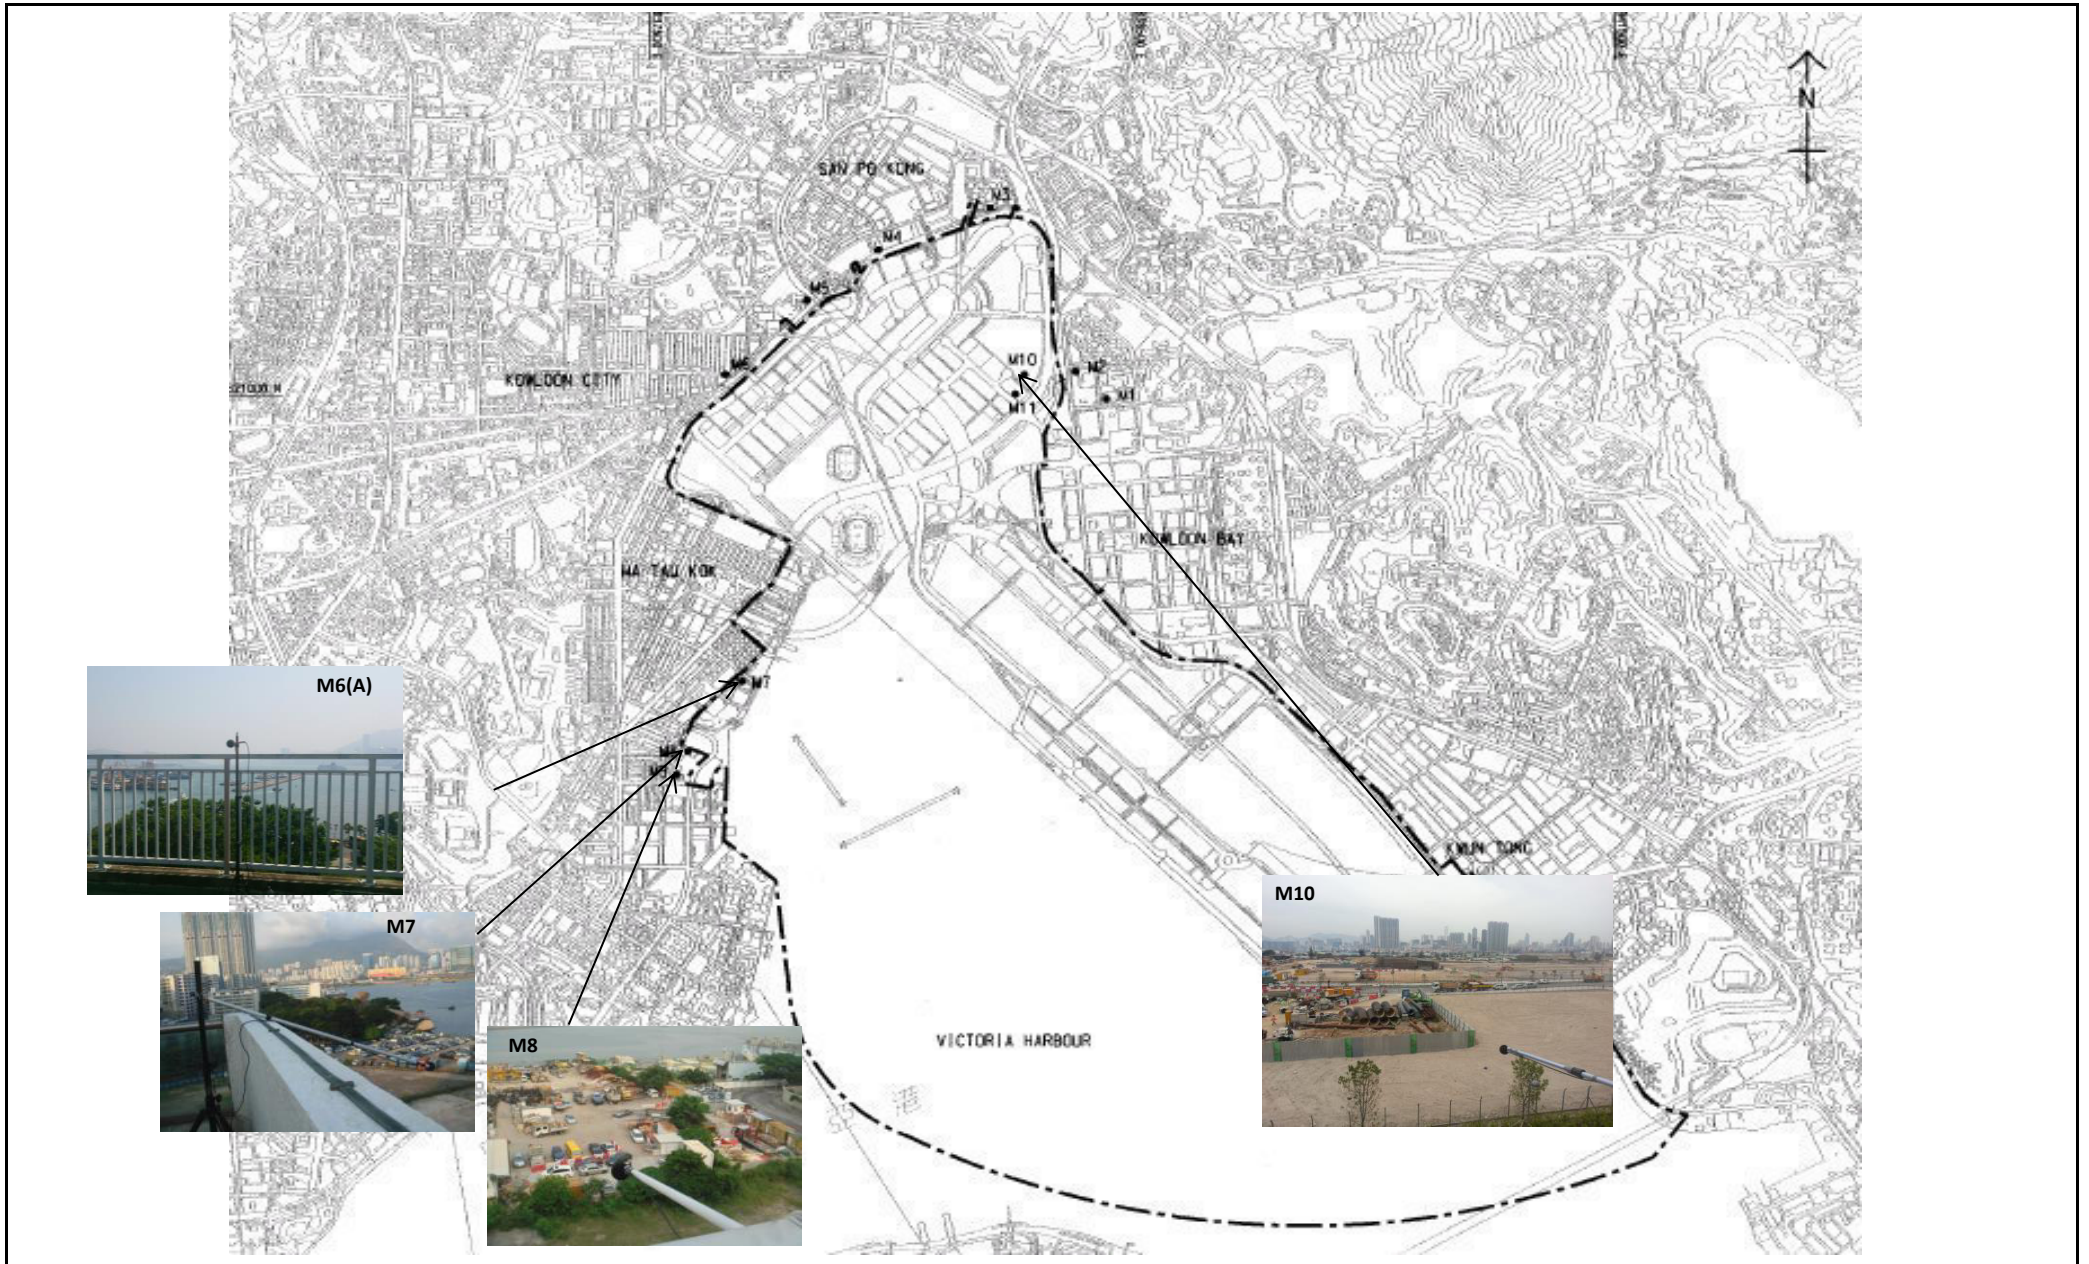 N
SAN PO KONG
M3
M4
M5
M6
KOWLOON CITY
M10
M2
M11
M1
KOWLOON BAY
MA TAU KOK
M7
M6(A)
KWUN TONG
M10
M7
VICTORIA HARBOUR
M8
港